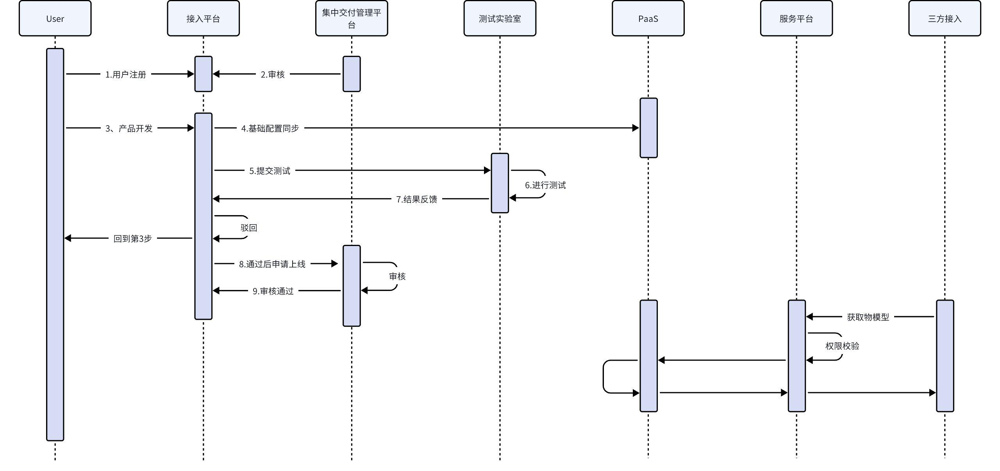 User
接入平台
集中交付管理平
台
测试实验室
PaaS
服务平台
三方接入
1.用户注册
2.审核
3、产品开发
4.基础配置同步
5.提交测试
6.进行测试
7.结果反馈
驳回
回到第3步
8.通过后申请上线
审核
9.审核通过
获取物模型
权限校验